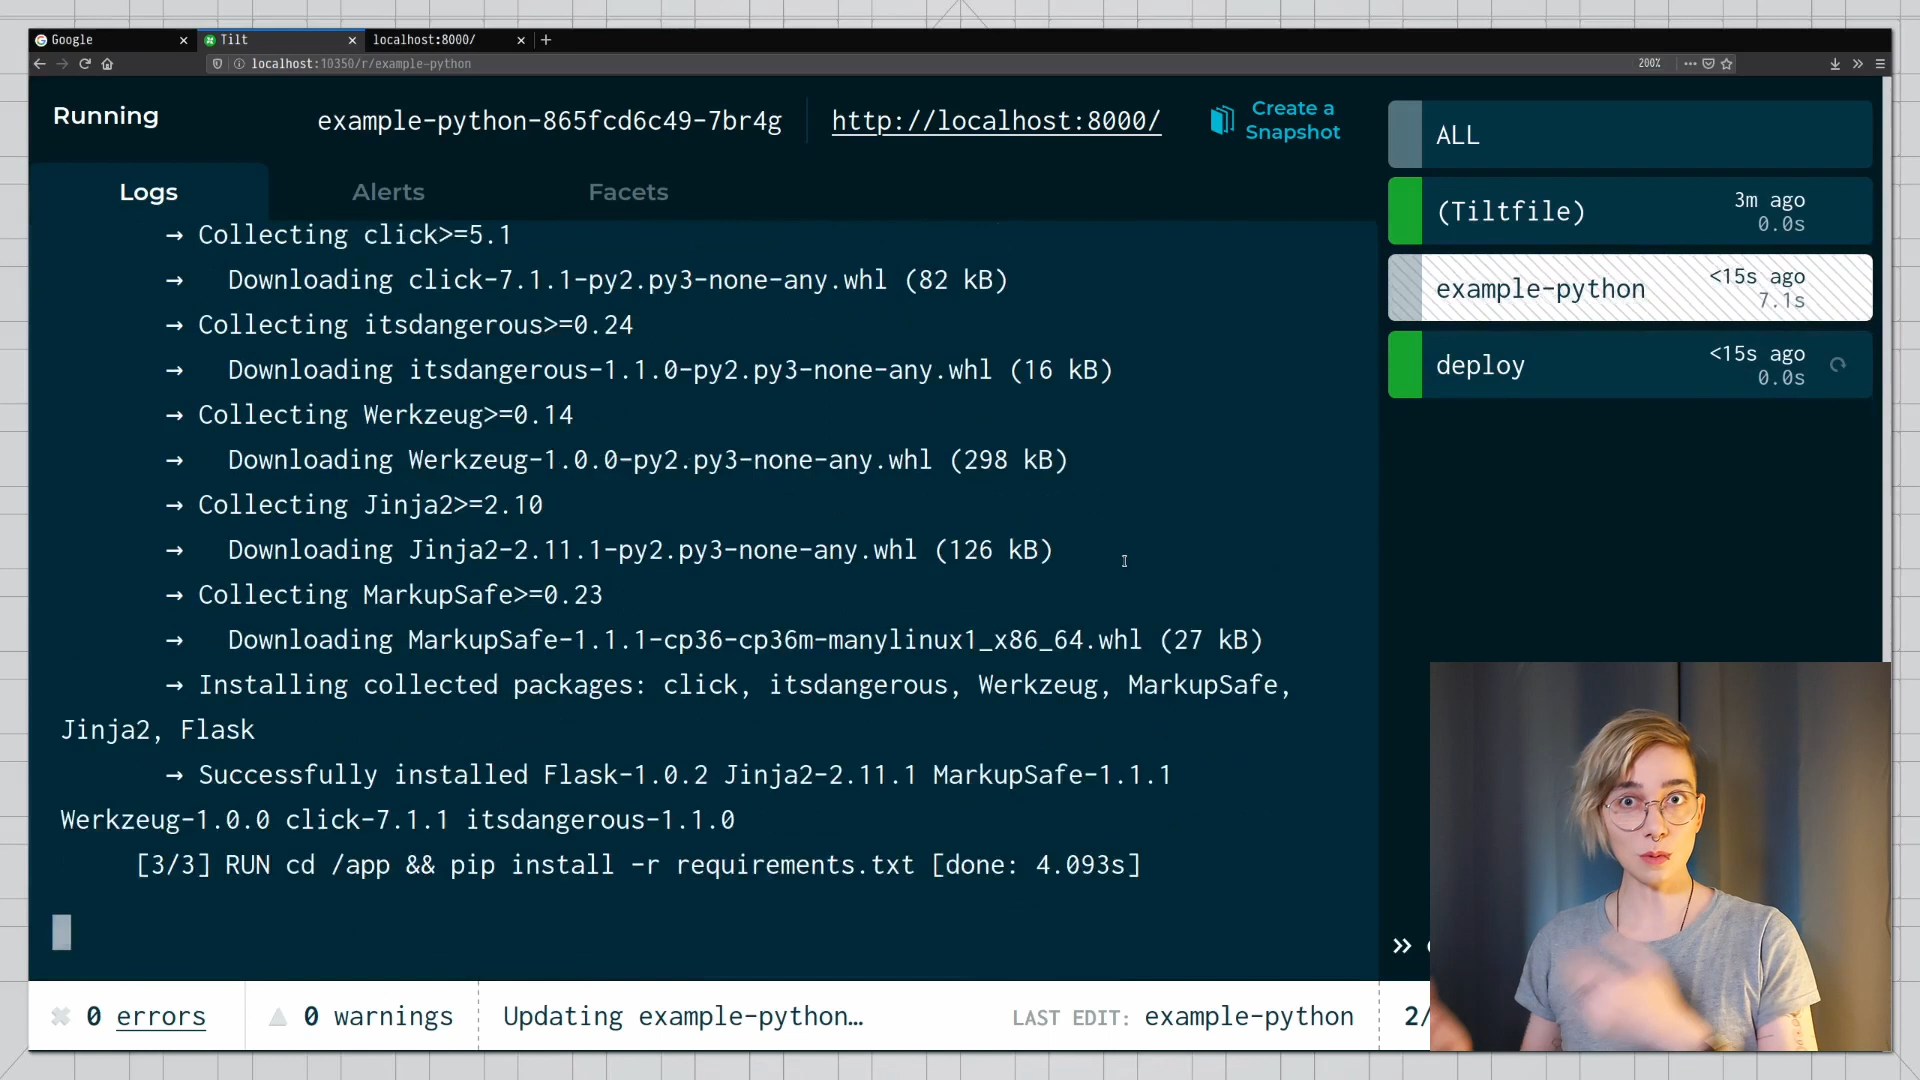 Google
Tilt
localhost:8000/
localhost:10350/r/example-python
200%
Running
example-python-865fcd6c49-7br4g
http://localhost:8000/
Create a
Snapshot
Logs
Alerts
Facets
→ Collecting click>=5.1
→ Downloading click-7.1.1-py2.py3-none-any.whl (82 kB)
→ Collecting itsdangerous>=0.24
→ Downloading itsdangerous-1.1.0-py2.py3-none-any.whl (16 kB)
→ Collecting Werkzeug>=0.14
→ Downloading Werkzeug-1.0.0-py2.py3-none-any.whl (298 kB)
→ Collecting Jinja2>=2.10
→ Downloading Jinja2-2.11.1-py2.py3-none-any.whl (126 kB)
→ Collecting MarkupSafe>=0.23
→ Downloading MarkupSafe-1.1.1-cp36-cp36m-manylinux1_x86_64.whl (27 kB)
→ Installing collected packages: click, itsdangerous, Werkzeug, MarkupSafe,
Jinja2, Flask
→ Successfully installed Flask-1.0.2 Jinja2-2.11.1 MarkupSafe-1.1.1
Werkzeug-1.0.0 click-7.1.1 itsdangerous-1.1.0
[3/3] RUN cd /app && pip install -r requirements.txt [done: 4.093s]
ALL
(Tiltfile)
3m ago
0.0s
example-python
<15s ago
7.1s
deploy
<15s ago
0.0s
0 errors
0 warnings
Updating example-python…
LAST EDIT: example-python
2/